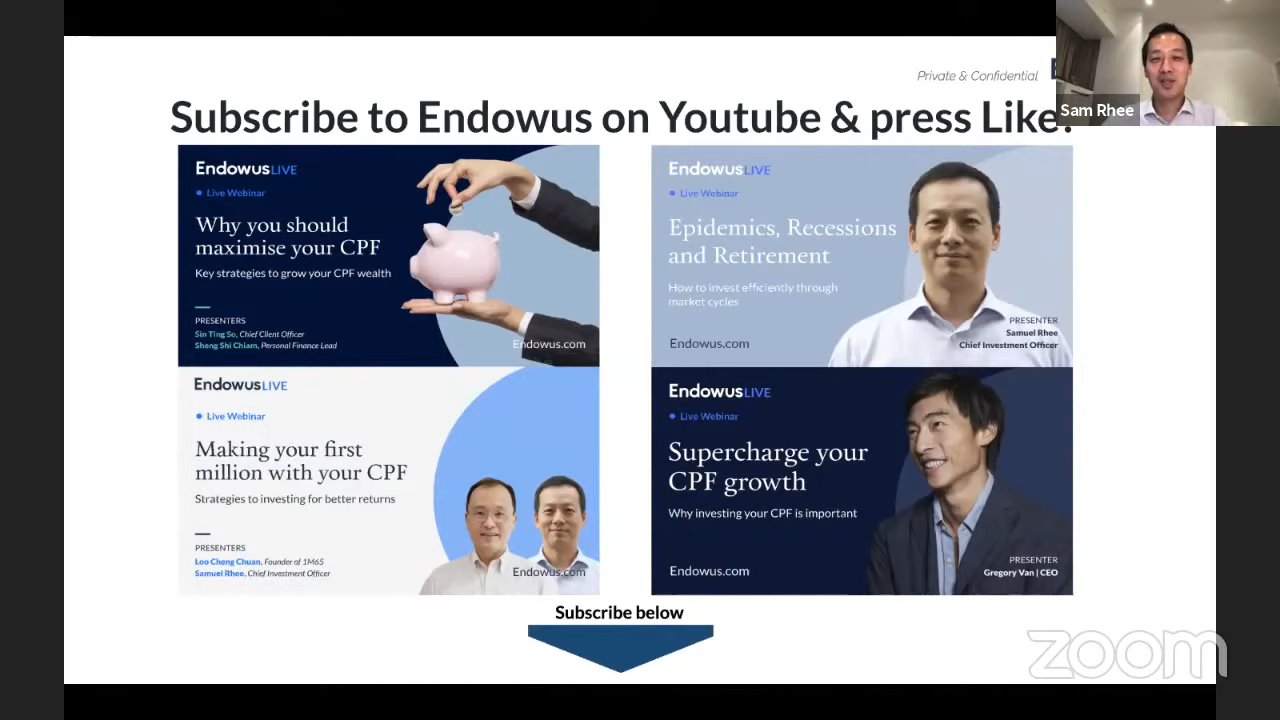 Private & Confidential
Sam Rhee
Subscribe to Endowus on Youtube & press Like!
EndowusLIVE
Live Webinar
Why you should
maximise your CPF
Key strategies to grow your CPF wealth
PRESENTERS
Sin Ting So, Chief Client Officer
Sheng Shi Chiam, Personal Finance Lead
Endowus.com
EndowusLIVE
Live Webinar
Epidemics, Recessions
and Retirement
How to invest efficiently through
market cycles
PRESENTER
Samuel Rhee
Chief Investment Officer
Endowus.com
EndowusLIVE
Live Webinar
Making your first
million with your CPF
Strategies to investing for better returns
PRESENTERS
Loo Cheng Chuan, Founder of 1M65
Samuel Rhee, Chief Investment Officer
Endowus.com
EndowusLIVE
Live Webinar
Supercharge your
CPF growth
Why investing your CPF is important
PRESENTER
Gregory Van | CEO
Endowus.com
Subscribe below
zoom